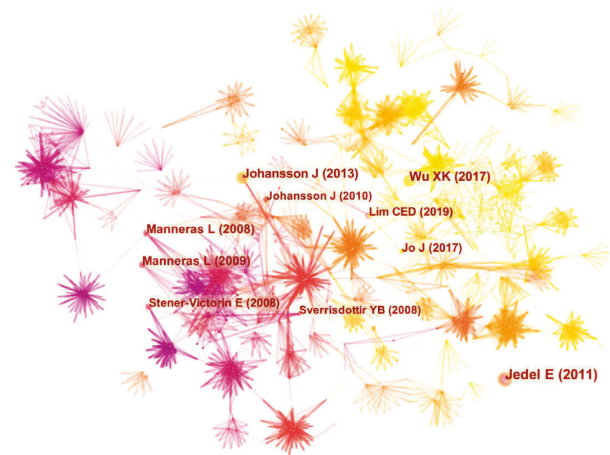 Johansson J (2013)
Wu XK (2017)
Johansson J (2010)
Lim CED (2019)
Manneras L (2008)
Jo J (2017)
Manneras L (2009)
Stener-Victorin E (2008)
Sverrisdottir YB (2008)
Jedel E (2011)